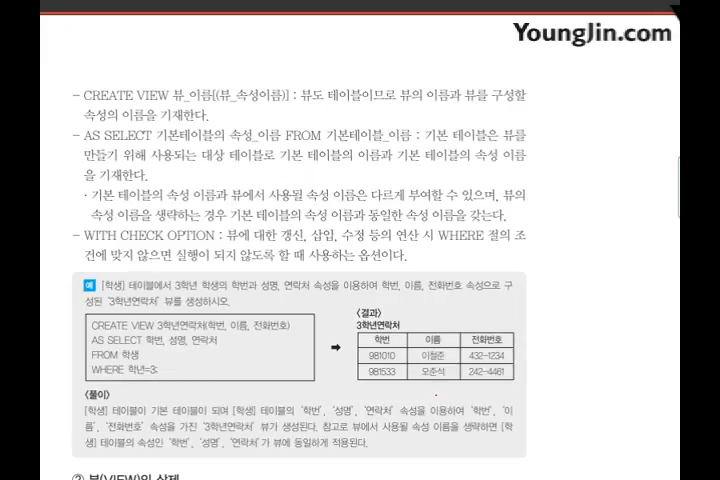 YoungJin.com
- CREATE VIEW 뷰_이름[(뷰_속성이름)] : 뷰도 테이블이므로 뷰의 이름과 뷰를 구성할
속성의 이름을 기재한다.
- AS SELECT 기본테이블의 속성_이름 FROM 기본테이블_이름 : 기본 테이블은 뷰를
만들기 위해 사용되는 대상 테이블로 기본 테이블의 이름과 기본 테이블의 속성 이름
을 기재한다.
· 기본 테이블의 속성 이름과 뷰에서 사용될 속성 이름은 다르게 부여할 수 있으며, 뷰의
속성 이름을 생략하는 경우 기본 테이블의 속성 이름과 동일한 속성 이름을 갖는다.
- WITH CHECK OPTION : 뷰에 대한 갱신, 삽입, 수정 등의 연산 시 WHERE 절의 조
건에 맞지 않으면 실행이 되지 않도록 할 때 사용하는 옵션이다.
예 [학생] 테이블에서 3학년 학생의 학번과 성명, 연락처 속성을 이용하여 학번, 이름, 전화번호 속성으로 구
성된 '3학년연락처' 뷰를 생성하시오.
CREATE VIEW 3학년연락처(학번, 이름, 전화번호)
AS SELECT 학번, 성명, 연락처
FROM 학생
WHERE 학년=3;
➡
<결과>
3학년연락처
학번 이름 전화번호
981010 이철준 432-1234
981533 오준석 242-4461
<풀이>
[학생] 테이블이 기본 테이블이 되며 [학생] 테이블의 '학번', '성명', '연락처' 속성을 이용하여 '학번', '이
름', '전화번호' 속성을 가진 '3학년연락처' 뷰가 생성된다. 참고로 뷰에서 사용될 속성 이름을 생략하면 [학
생] 테이블의 속성인 '학번', '성명', '연락처'가 뷰에 동일하게 적용된다.
② 뷰(VIEW)의 삭제